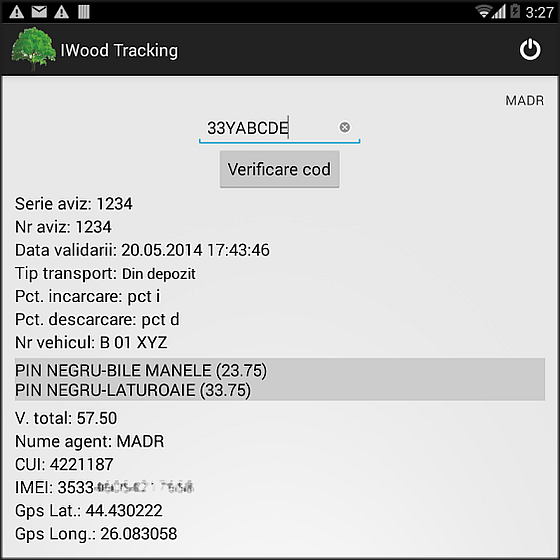 3:27
IWood Tracking
MADR
33YABCDE
Verificare cod
Serie aviz: 1234
Nr aviz: 1234
Data validarii: 20.05.2014 17:43:46
Tip transport: Din depozit
Pct. incarcare: pct i
Pct. descarcare: pct d
Nr vehicul: B 01 XYZ
PIN NEGRU-BILE MANELE (23.75)
PIN NEGRU-LATUROAIE (33.75)
V. total: 57.50
Nume agent: MADR
CUI: 4221187
IMEI: 3533
Gps Lat.: 44.430222
Gps Long.: 26.083058